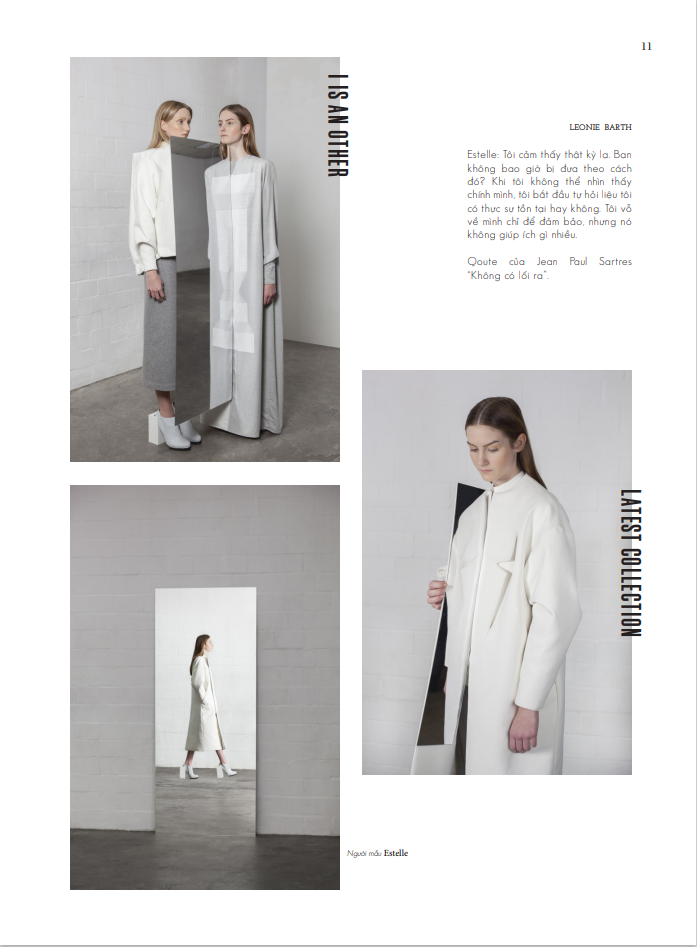 11
I IS AN OTHER
LEONIE BARTH
Estelle: Tôi cảm thấy thật kỳ lạ. Bạn
không bao giờ bị đưa theo cách
đó? Khi tôi không thể nhìn thấy
chính mình, tôi bắt đầu tự hỏi liệu tôi
có thực sự tồn tại hay không. Tôi vỗ
về mình chỉ để đảm bảo, nhưng nó
không giúp ích gì nhiều.
Qoute của Jean Paul Sartres
"Không có lối ra".
LATEST COLLECTION
Người mẫu Estelle